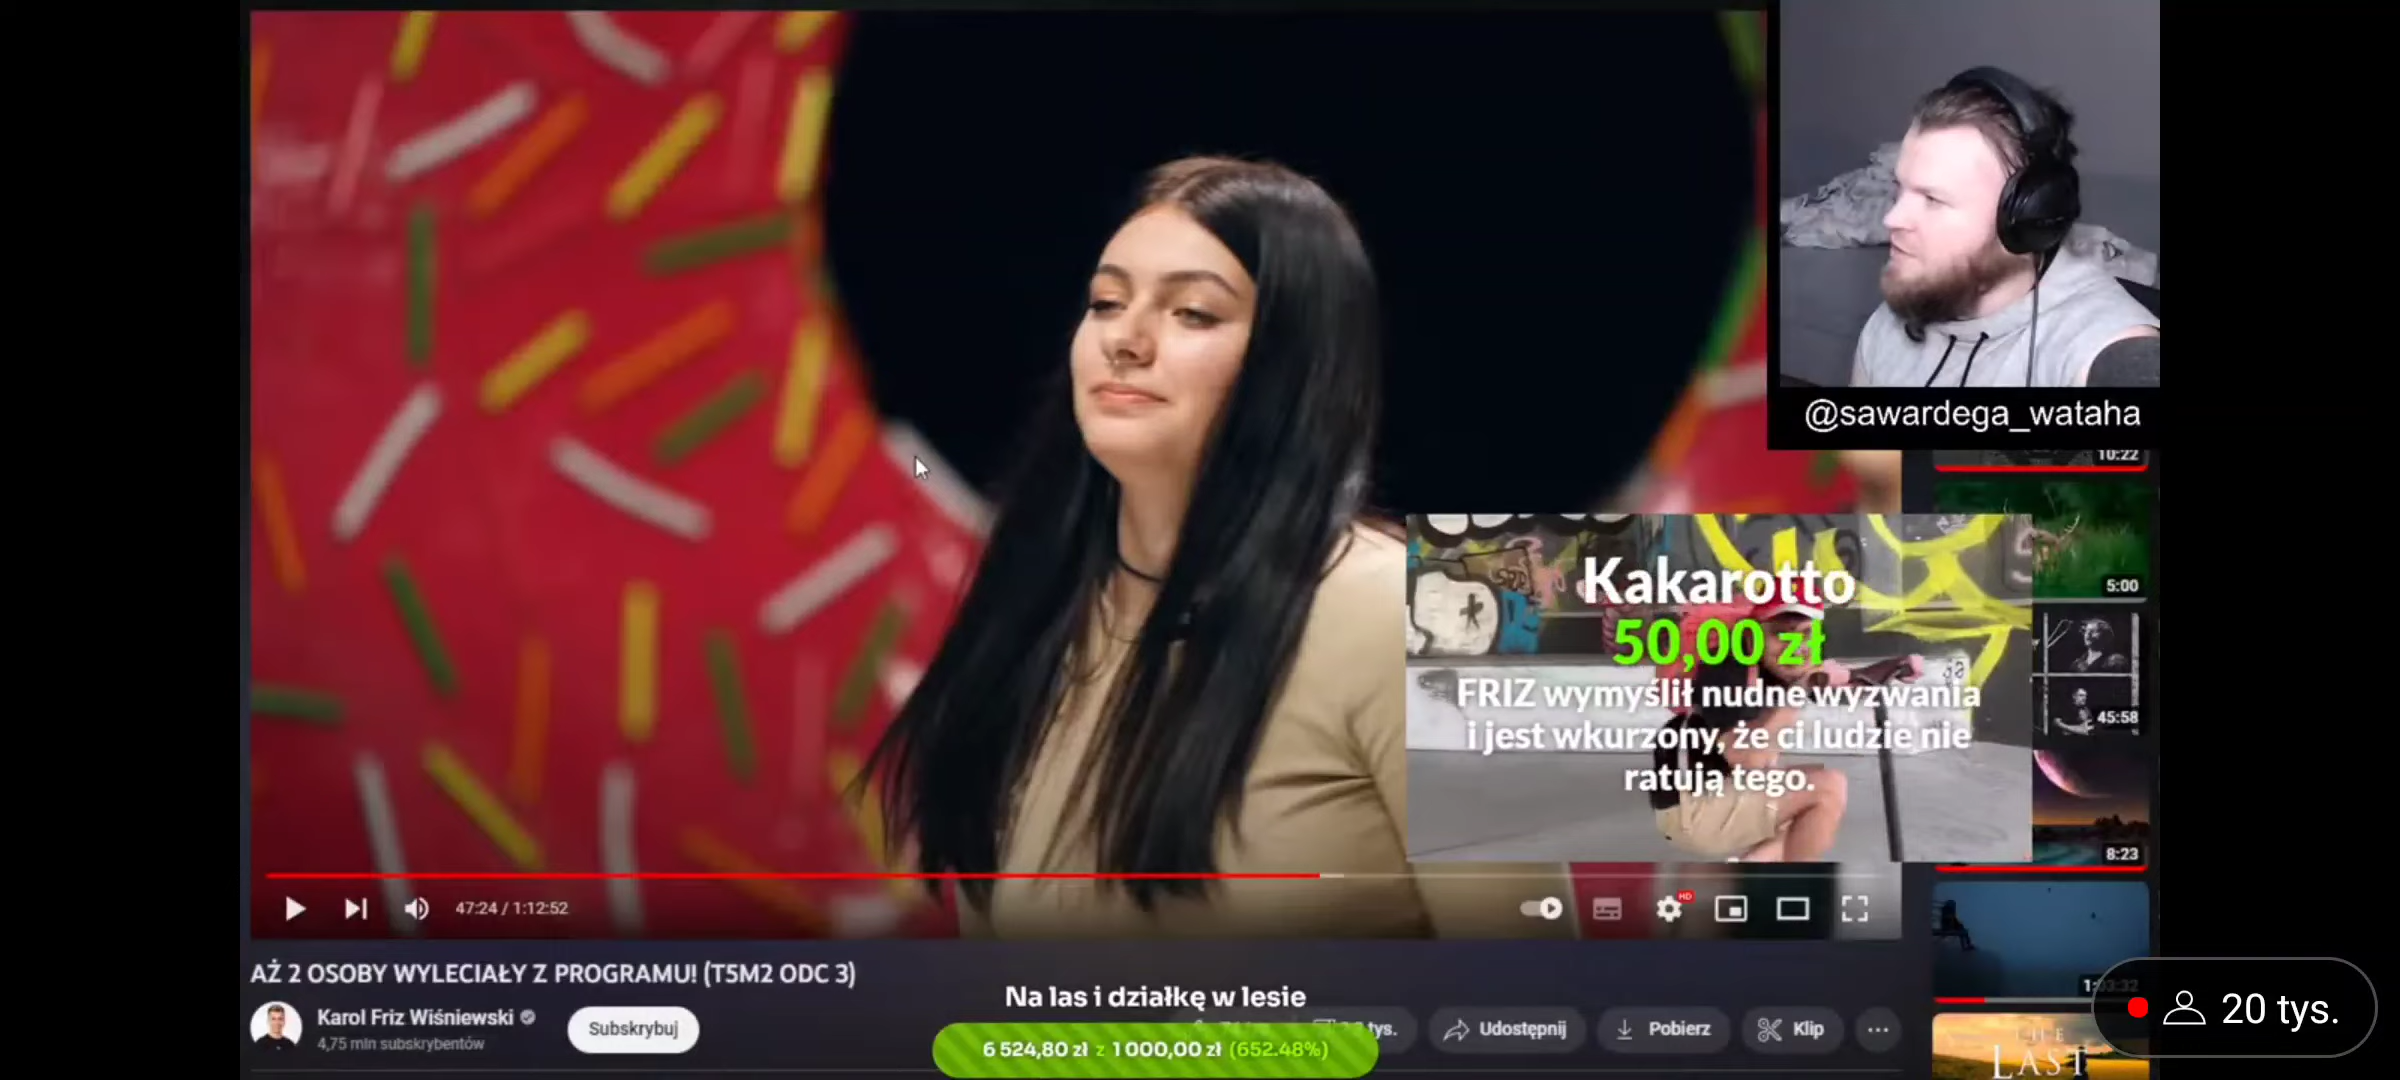 @sawardega_wataha
10:22
Kakarotto
50,00 zł
FRIZ wymyślił nudne wyzwania
i jest wkurzony, że ci ludzie nie
ratują tego.
5:00
45:58
8:23
47:24 / 1:12:52
HD
AŻ 2 OSOBY WYLECIAŁY Z PROGRAMU! (T5M2 ODC 3)
Karol Friz Wiśniewski
4,75 mln subskrybentów
Subskrybuj
Na las i działkę w lesie
6 524,80 zł z 1 000,00 zł (652.48%)
tys.
Udostępnij
Pobierz
Klip
20 tys.
LAST